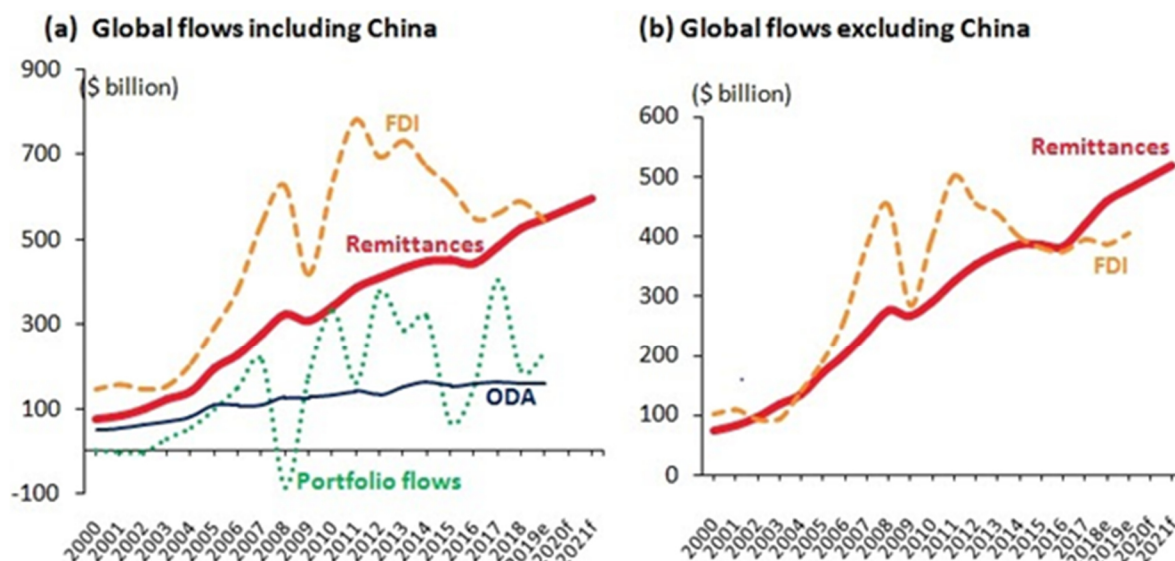 (a) Global flows including China
900
($ billion)
FDI
700
500
Remittances
300
100
ODA
Portfolio flows
-100
2000 2001 2002 2003 2004 2005 2006 2007 2008 2009 2010 2011 2012 2013 2014 2015 2016 2017 2018 2019e 2020f 2021f
(b) Global flows excluding China
($ billion)
600
Remittances
500
400
FDI
300
200
100
0
2000 2001 2002 2003 2004 2005 2006 2007 2008 2009 2010 2011 2012 2013 2014 2015 2016 2017 2018e 2019e 2020f 2021f